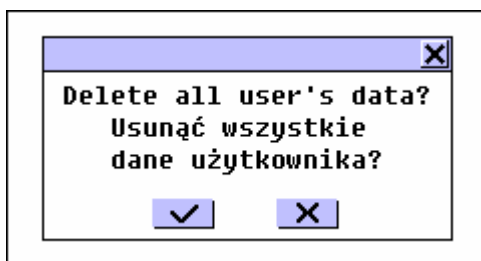 Delete all user's data?
Usunąć wszystkie
dane użytkownika?